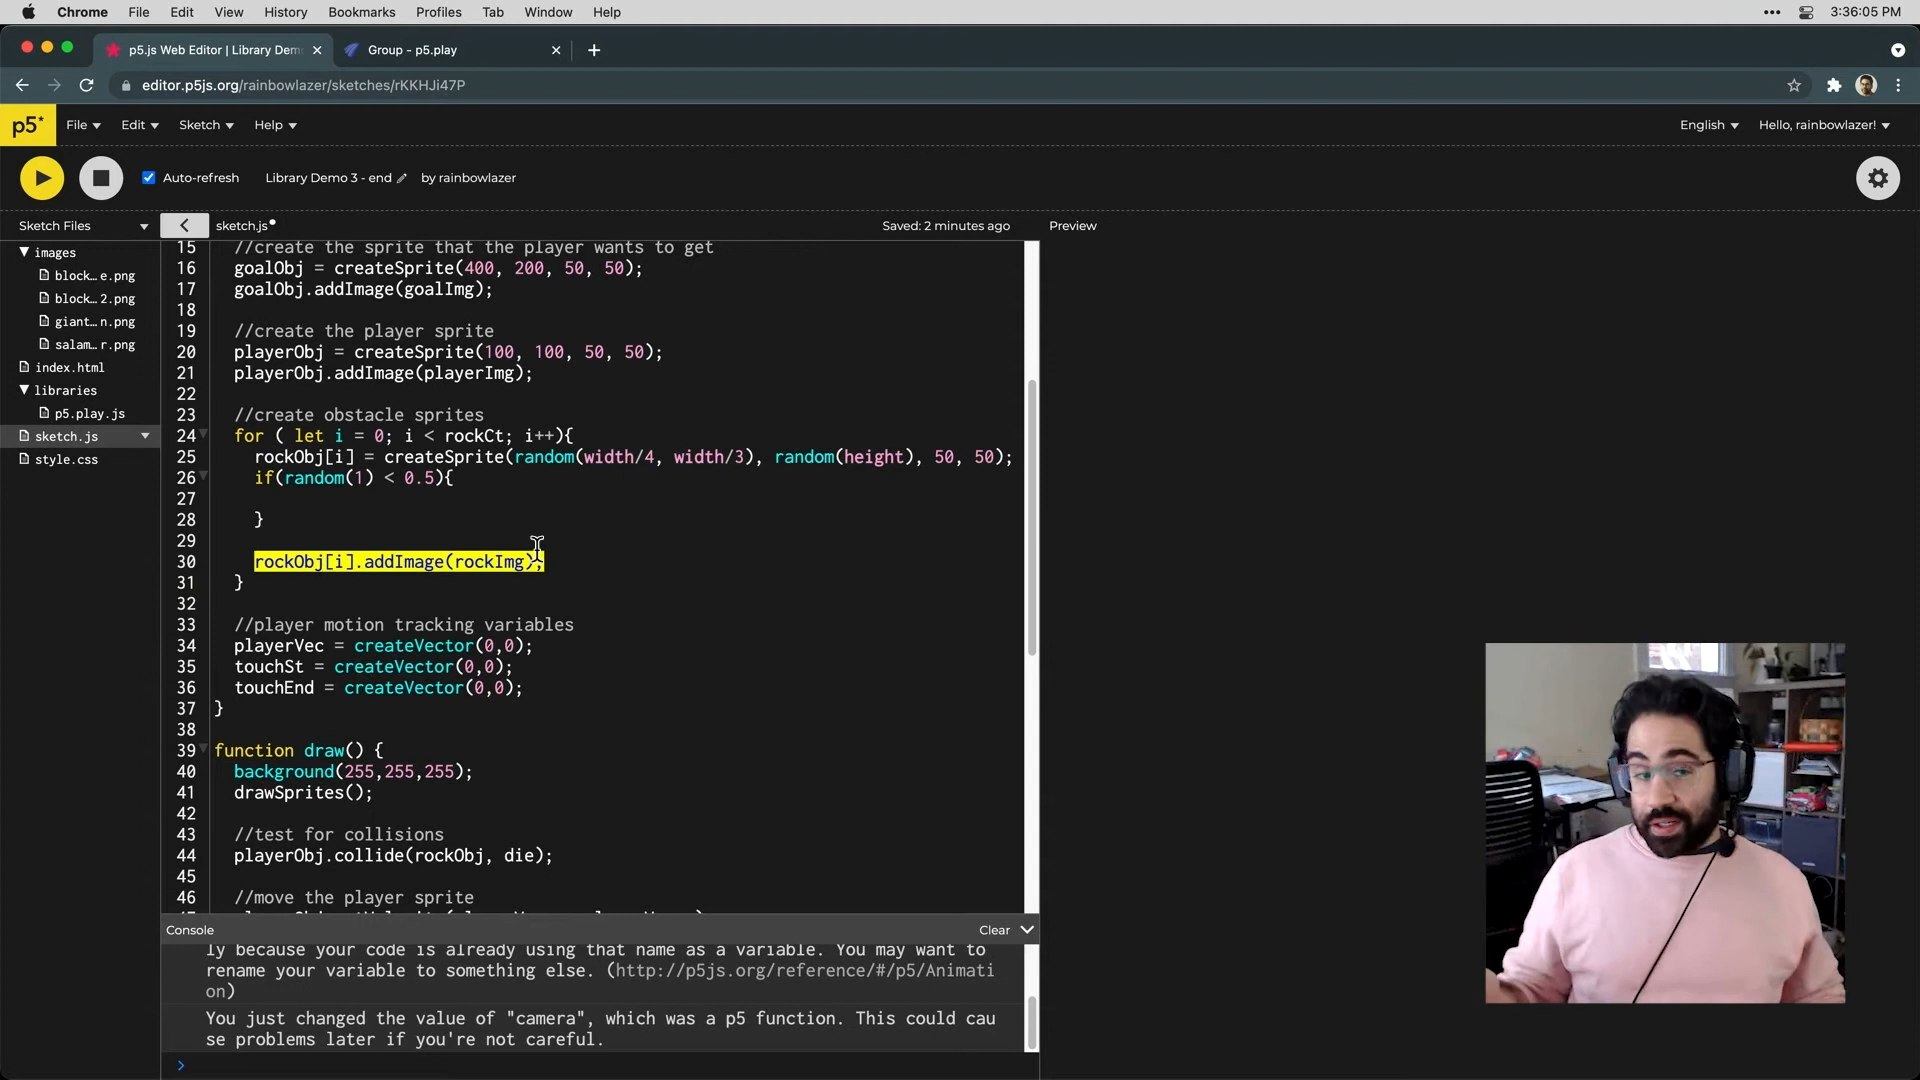 Chrome File Edit View History Bookmarks Profiles Tab Window Help 3:36:05 PM
p5.js Web Editor | Library Dem Group - p5.play
editor.p5js.org/rainbowlazer/sketches/rKKHJi47P
p5* File Edit Sketch Help English Hello, rainbowlazer!
Auto-refresh Library Demo 3 - end by rainbowlazer
Sketch Files
images
block…e.png
block…2.png
giant…n.png
salam…r.png
index.html
libraries
p5.play.js
sketch.js
style.css
sketch.js Saved: 2 minutes ago Preview
15 //create the sprite that the player wants to get
16 goalObj = createSprite(400, 200, 50, 50);
17 goalObj.addImage(goalImg);
18
19 //create the player sprite
20 playerObj = createSprite(100, 100, 50, 50);
21 playerObj.addImage(playerImg);
22
23 //create obstacle sprites
24 for ( let i = 0; i < rockCt; i++){
25 rockObj[i] = createSprite(random(width/4, width/3), random(height), 50, 50);
26 if(random(1) < 0.5){
27
28 }
29
30 rockObj[i].addImage(rockImg);
31 }
32
33 //player motion tracking variables
34 playerVec = createVector(0,0);
35 touchSt = createVector(0,0);
36 touchEnd = createVector(0,0);
37 }
38
39 function draw() {
40 background(255,255,255);
41 drawSprites();
42
43 //test for collisions
44 playerObj.collide(rockObj, die);
45
46 //move the player sprite
Console Clear
ly because your code is already using that name as a variable. You may want to
rename your variable to something else. (http://p5js.org/reference/#/p5/Animati
on)
You just changed the value of "camera", which was a p5 function. This could cau
se problems later if you're not careful.
>